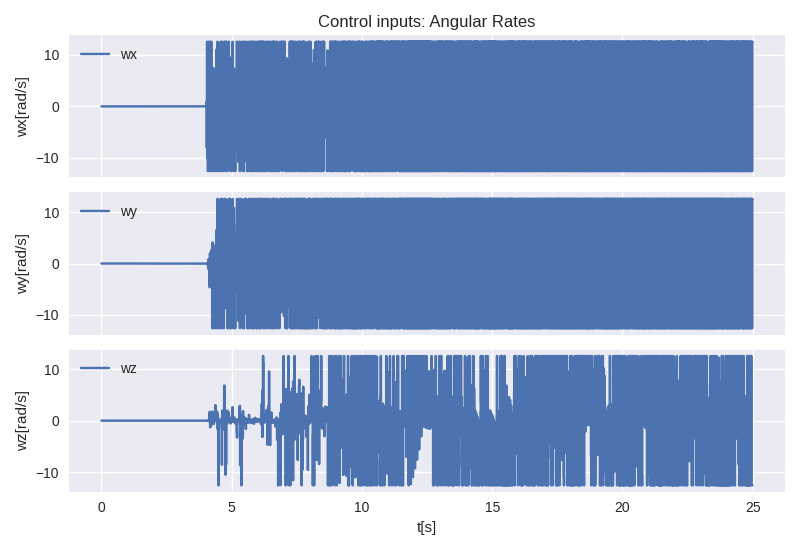 Control inputs: Angular Rates
wx
wx[rad/s]
10
0
−10
wy
wy[rad/s]
10
0
−10
wz
wz[rad/s]
10
0
−10
0 5 10 15 20 25
t[s]